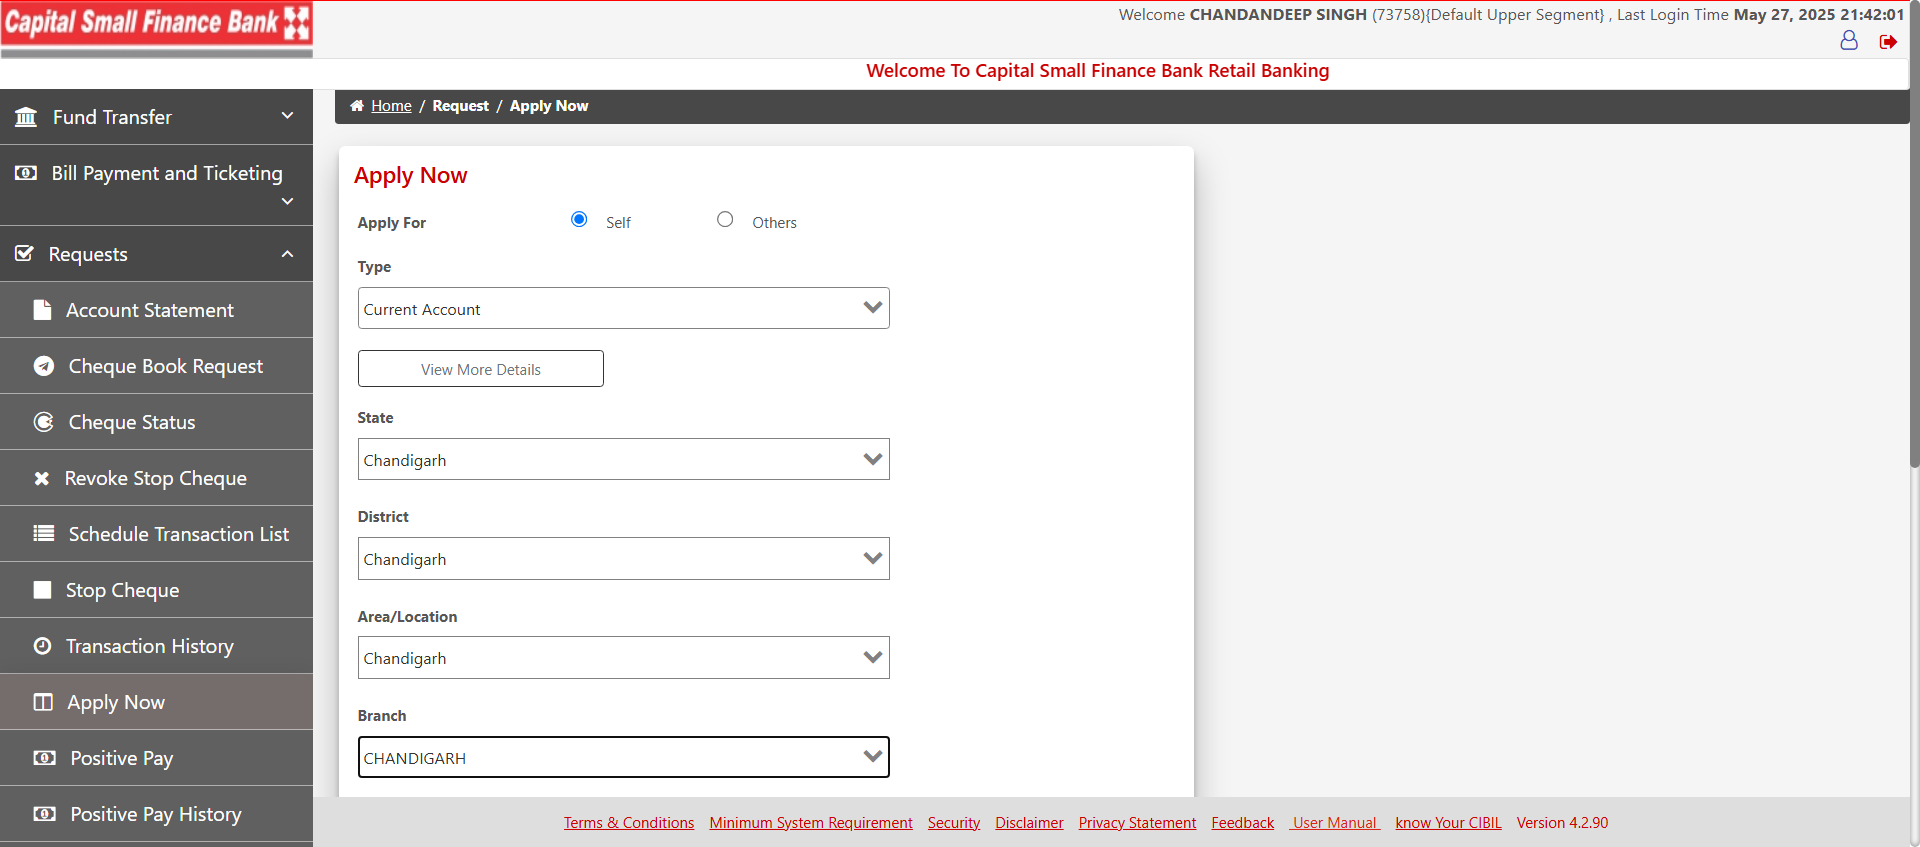 Capital Small Finance Bank
Welcome CHANDANDEEP SINGH (73758){Default Upper Segment} , Last Login Time May 27, 2025 21:42:01
Welcome To Capital Small Finance Bank Retail Banking
Fund Transfer
Bill Payment and Ticketing
Requests
Account Statement
Cheque Book Request
Cheque Status
Revoke Stop Cheque
Schedule Transaction List
Stop Cheque
Transaction History
Apply Now
Positive Pay
Positive Pay History
Home / Request / Apply Now
Apply Now
Apply For Self Others
Type
Current Account
View More Details
State
Chandigarh
District
Chandigarh
Area/Location
Chandigarh
Branch
CHANDIGARH
Terms & Conditions Minimum System Requirement Security Disclaimer Privacy Statement Feedback User Manual know Your CIBIL Version 4.2.90